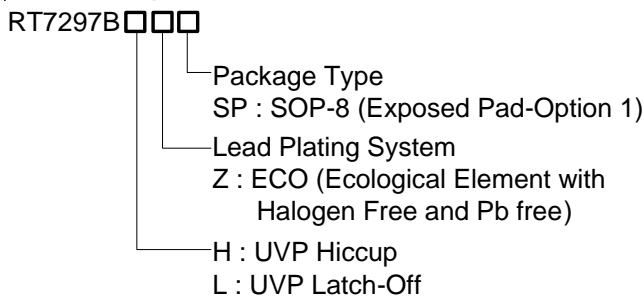 RT7297B□□□
Package Type
SP : SOP-8 (Exposed Pad-Option 1)
Lead Plating System
Z : ECO (Ecological Element with
Halogen Free and Pb free)
H : UVP Hiccup
L : UVP Latch-Off